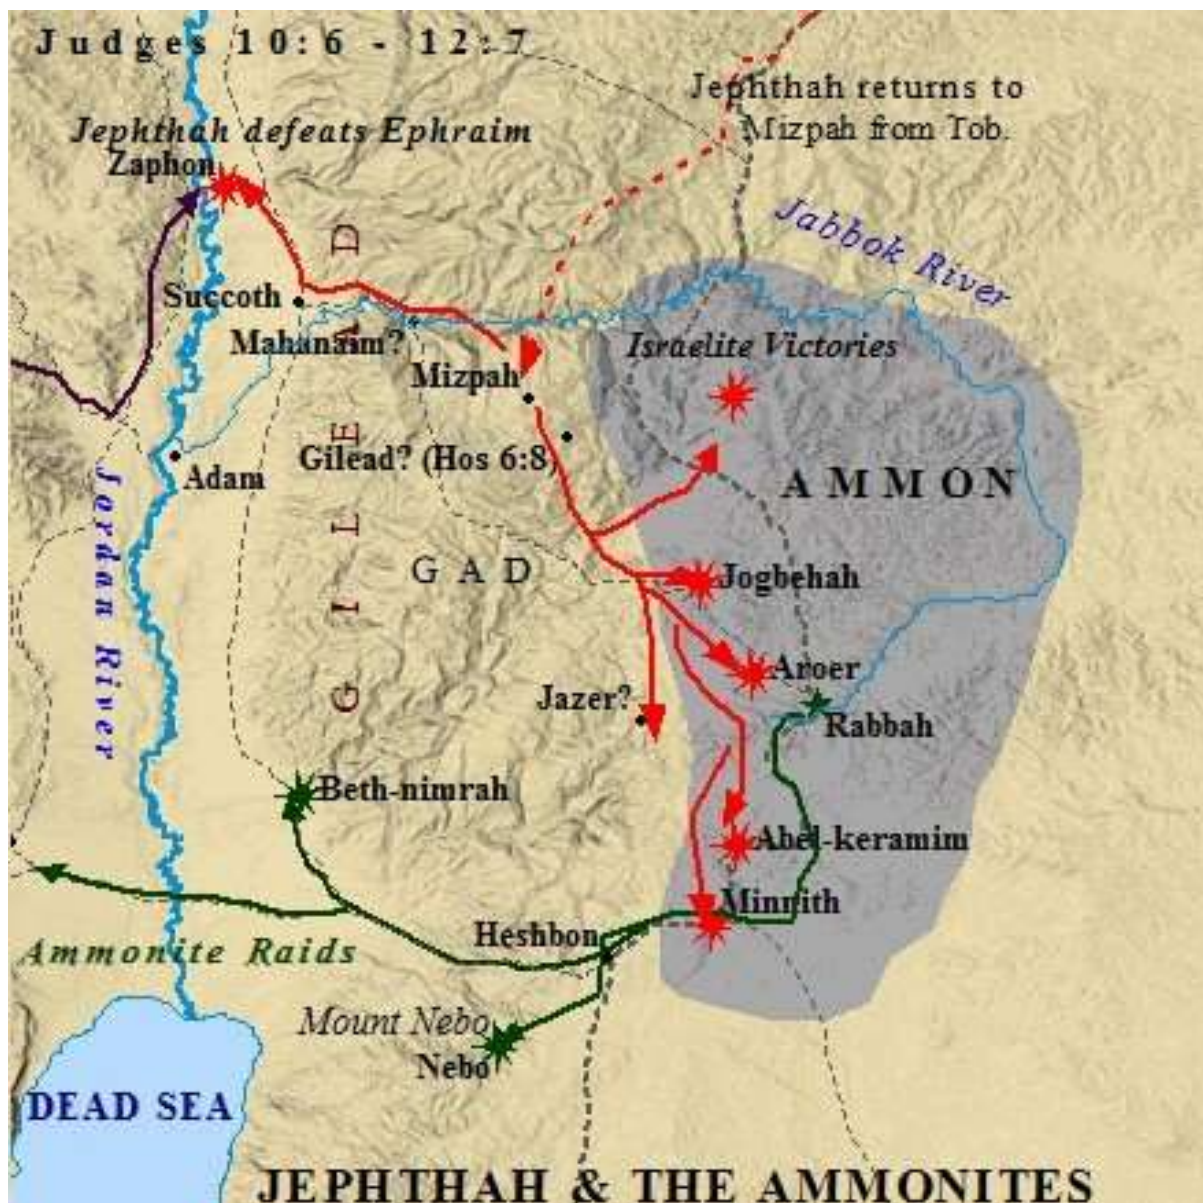 Judges 10:6 - 12:7
Jephthah returns to
Mizpah from Tob.
Jephthah defeats Ephraim
Zaphon
Jabbok River
Succoth
Mahanaim?
Israelite Victories
Mizpah
Gilead? (Hos 6:8)
Adam
AMMON
Jordan River
GILEAD
GAD
Jogbehah
Aroer
Jazer?
Rabbah
Beth-nimrah
Abel-keramim
Minnith
Heshbon
Ammonite Raids
Mount Nebo
Nebo
DEAD SEA
JEPHTHAH & THE AMMONITES